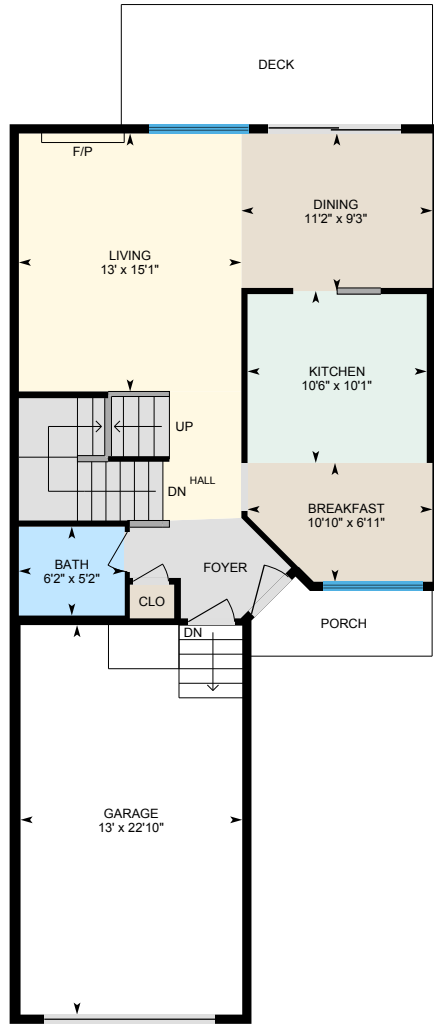 DECK
F/P
DINING
11'2" x 9'3"
LIVING
13' x 15'1"
KITCHEN
10'6" x 10'1"
UP
HALL
DN
BREAKFAST
10'10" x 6'11"
BATH
6'2" x 5'2"
FOYER
CLO
DN
PORCH
GARAGE
13' x 22'10"